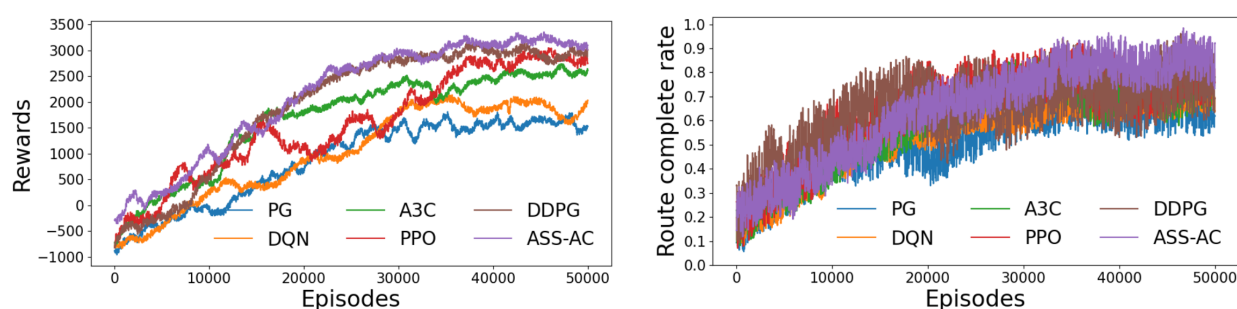 3500
3000
2500
2000
1500
1000
500
0
−500
−1000
Rewards
PG A3C DDPG
DQN PPO ASS-AC
0 10000 20000 30000 40000 50000
Episodes
1.0
0.9
0.8
0.7
0.6
0.5
0.4
0.3
0.2
0.1
0.0
Route complete rate
PG A3C DDPG
DQN PPO ASS-AC
0 10000 20000 30000 40000 50000
Episodes